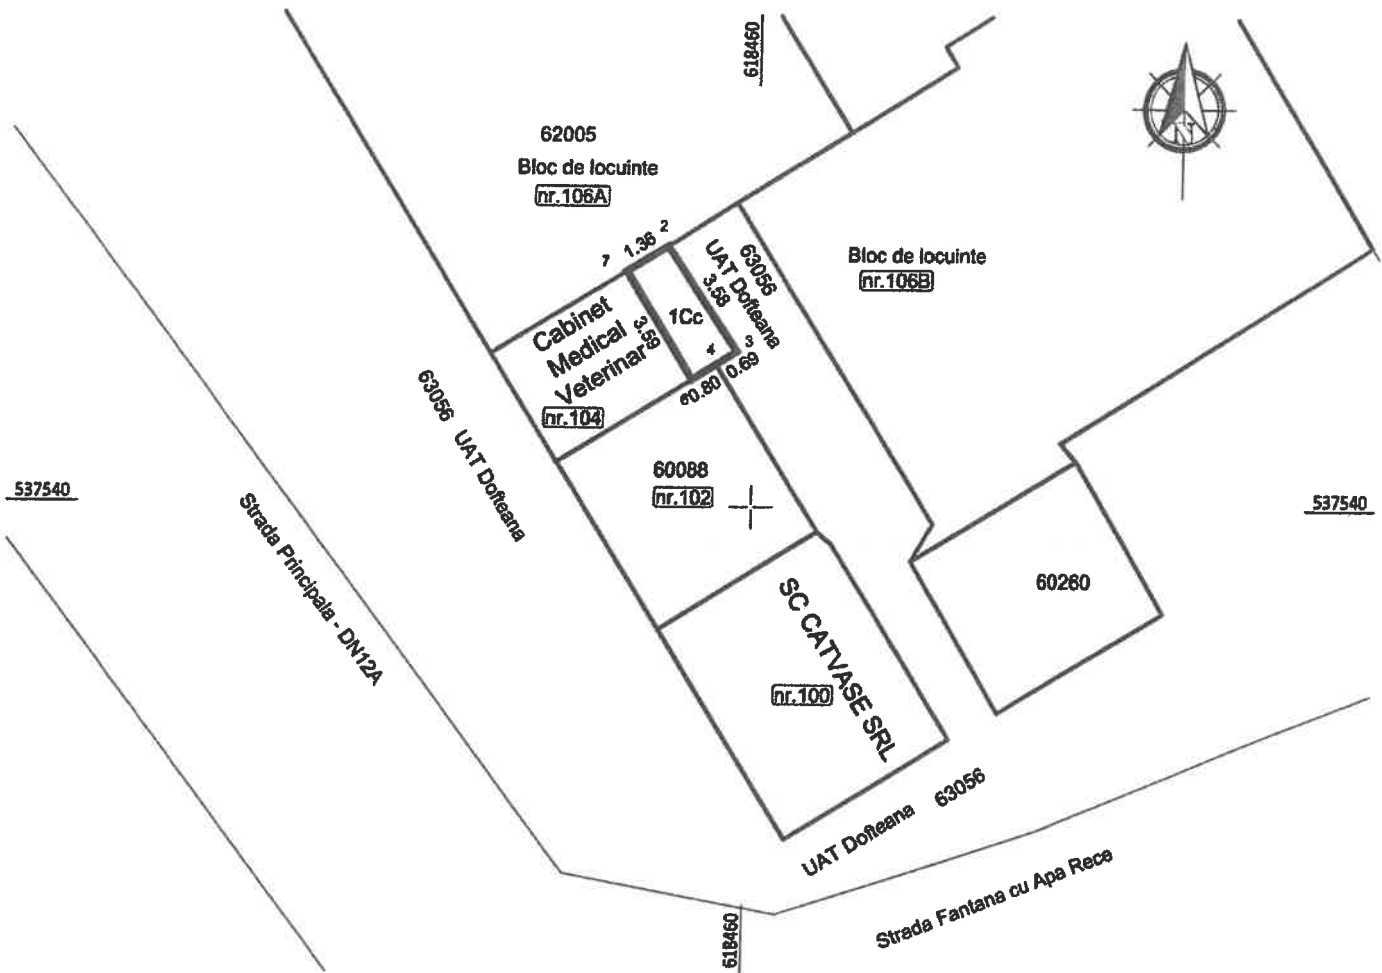 618460
62005
Bloc de locuinte
nr.106A
N
7
1.36
2
63056
UAT Dofteana
3.58
Bloc de locuinte
nr.106B
Cabinet
Medical
Veterinar
nr.104
3.59
1Cc
4
3
6
0.80
0.69
63056 UAT Dofteana
60088
nr.102
537540
537540
Strada Principala - DN12A
60260
SC CATVASE SRL
nr.100
UAT Dofteana 63056
Strada Fantana cu Apa Rece
618460